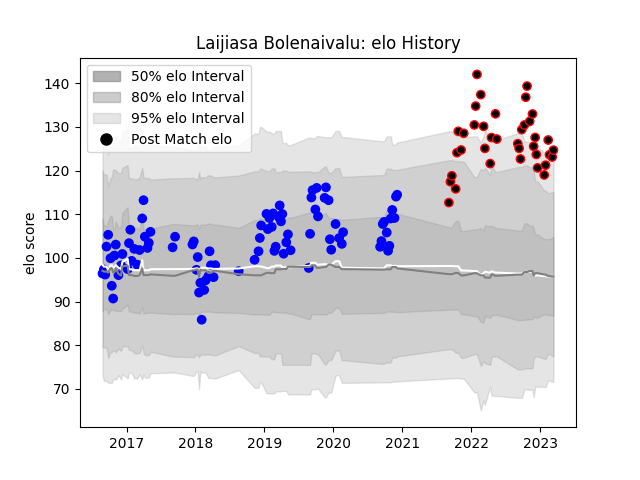 Laijiasa Bolenaivalu: elo History
50% elo Interval
80% elo Interval
95% elo Interval
Post Match elo
elo score
140
130
120
110
100
90
80
70
2017 2018 2019 2020 2021 2022 2023